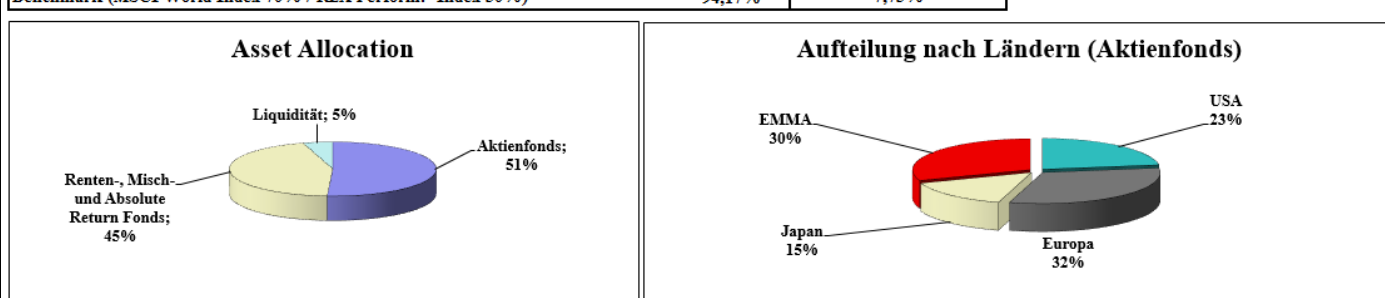 Asset Allocation
Liquidität; 5%
Aktienfonds;
51%
Renten-, Misch-
und Absolute
Return Fonds;
45%
Aufteilung nach Ländern (Aktienfonds)
USA
23%
EMMA
30%
Japan
15%
Europa
32%